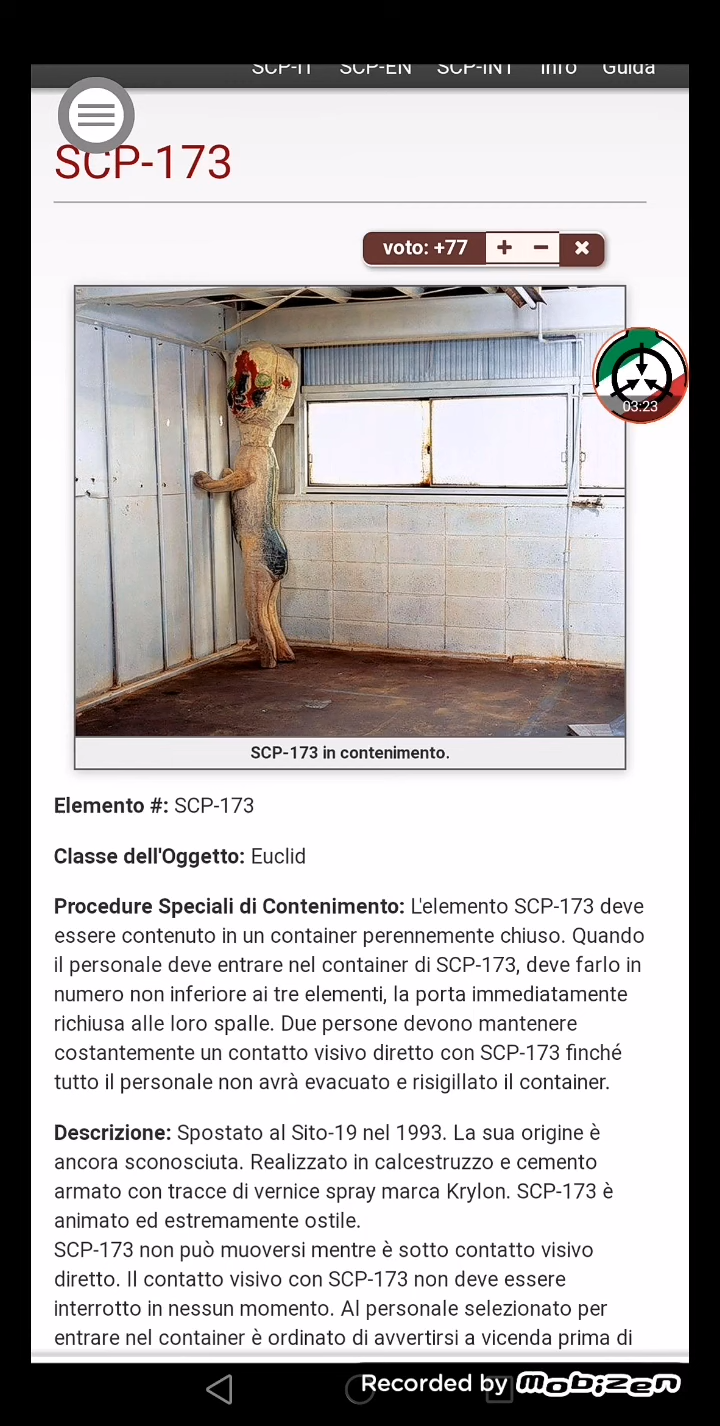 SCP-IT SCP-EN SCP-INT Info Guida
SCP-173
voto: +77 + − ×
03:23
SCP-173 in contenimento.
Elemento #: SCP-173
Classe dell'Oggetto: Euclid
Procedure Speciali di Contenimento: L'elemento SCP-173 deve
essere contenuto in un container perennemente chiuso. Quando
il personale deve entrare nel container di SCP-173, deve farlo in
numero non inferiore ai tre elementi, la porta immediatamente
richiusa alle loro spalle. Due persone devono mantenere
costantemente un contatto visivo diretto con SCP-173 finché
tutto il personale non avrà evacuato e risigillato il container.
Descrizione: Spostato al Sito-19 nel 1993. La sua origine è
ancora sconosciuta. Realizzato in calcestruzzo e cemento
armato con tracce di vernice spray marca Krylon. SCP-173 è
animato ed estremamente ostile.
SCP-173 non può muoversi mentre è sotto contatto visivo
diretto. Il contatto visivo con SCP-173 non deve essere
interrotto in nessun momento. Al personale selezionato per
entrare nel container è ordinato di avvertirsi a vicenda prima di
Recorded by Mobizen